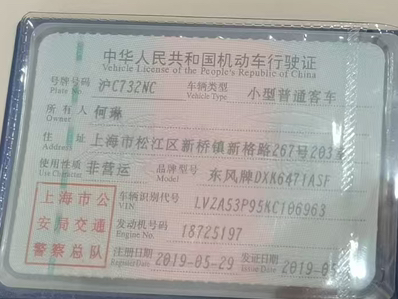 中华人民共和国机动车行驶证
Vehicle License of the People's Republic of China
号牌号码 沪C732NC 车辆类型 小型普通客车
Plate No. Vehicle Type
所有人 何琳
Owner
住址 上海市松江区新桥镇新格路267号203室
Address
使用性质 非营运 品牌型号 东风牌DXK6471ASF
Use Character Model
上海市公安局交通警察总队
车辆识别代号 LVZA53P95KC106963
VIN
发动机号码 18725197
Engine No.
注册日期 2019-05-29 发证日期 2019-05
Register Date Issue Date